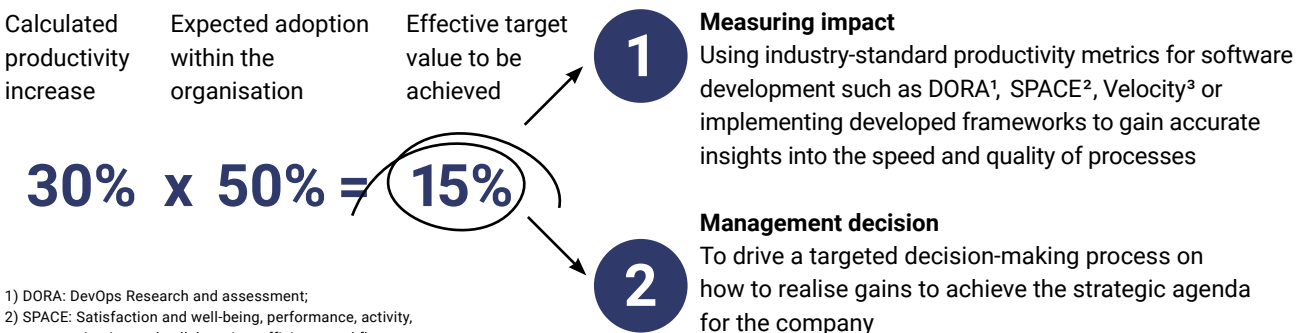 Calculated
productivity
increase
Expected adoption
within the
organisation
Effective target
value to be
achieved
30% x 50% = 15%
1) DORA: DevOps Research and assessment;
2) SPACE: Satisfaction and well-being, performance, activity,
1
Measuring impact
Using industry-standard productivity metrics for software
development such as DORA¹, SPACE², Velocity³ or
implementing developed frameworks to gain accurate
insights into the speed and quality of processes
2
Management decision
To drive a targeted decision-making process on
how to realise gains to achieve the strategic agenda
for the company